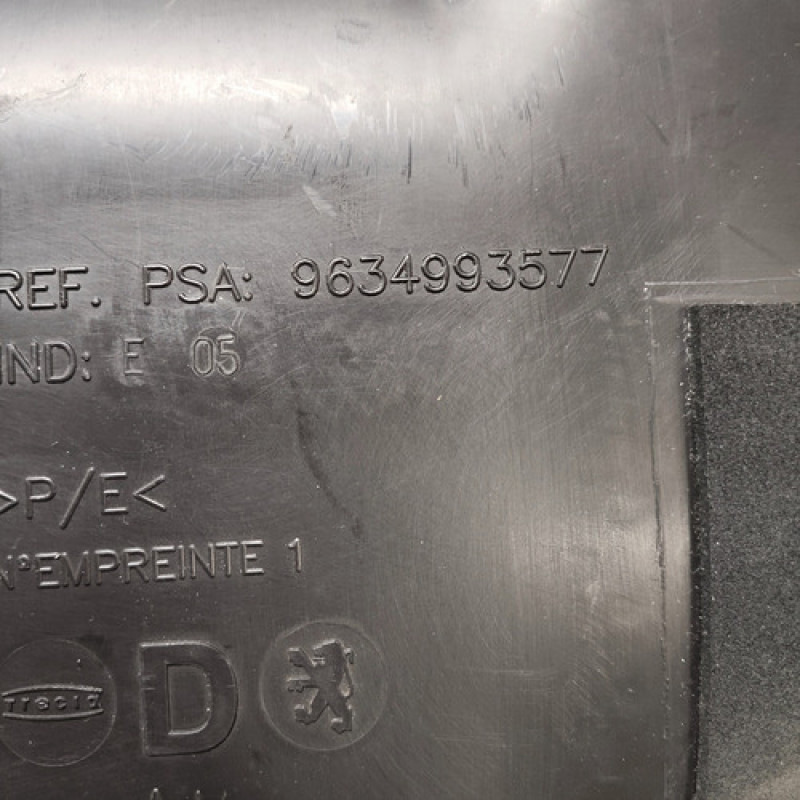 REF. PSA: 9634993577
IND: E 05
>P/E<
N°EMPREINTE 1
D